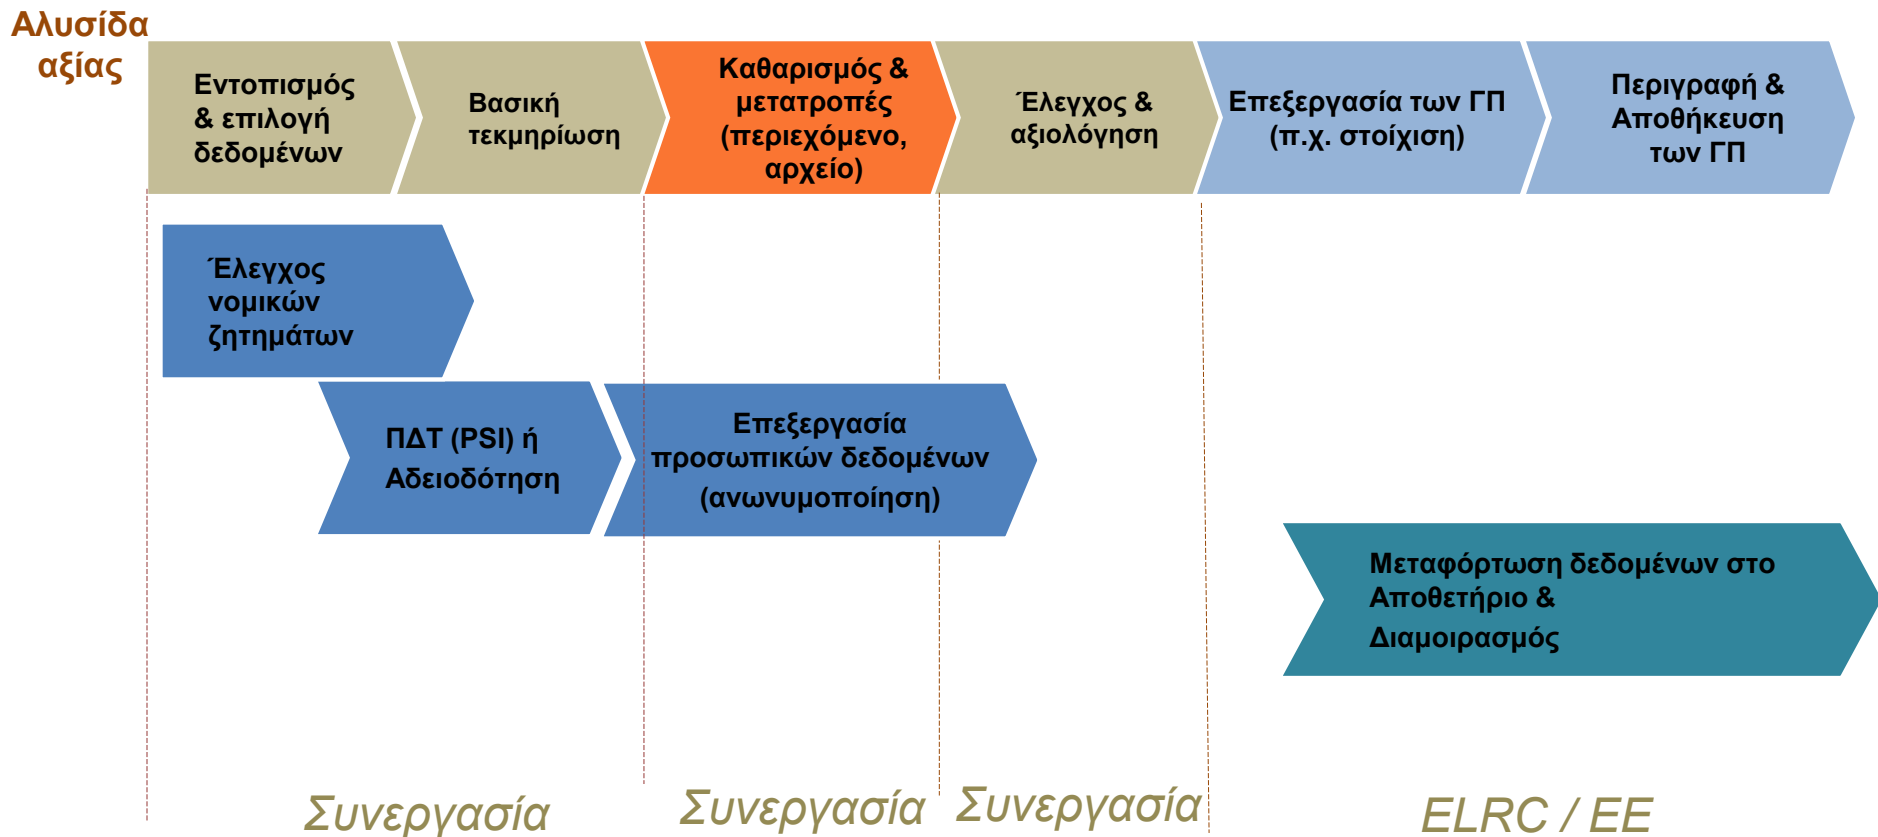 Αλυσίδα
αξίας
Εντοπισμός
& επιλογή
δεδομένων
Βασική
τεκμηρίωση
Καθαρισμός &
μετατροπές
(περιεχόμενο,
αρχείο)
Έλεγχος &
αξιολόγηση
Επεξεργασία των ΓΠ
(π.χ. στοίχιση)
Περιγραφή &
Αποθήκευση
των ΓΠ
Έλεγχος
νομικών
ζητημάτων
ΠΔΤ (PSI) ή
Αδειοδότηση
Επεξεργασία
προσωπικών δεδομένων
(ανωνυμοποίηση)
Μεταφόρτωση δεδομένων στο
Αποθετήριο &
Διαμοιρασμός
Συνεργασία
Συνεργασία
Συνεργασία
ELRC / ΕΕ